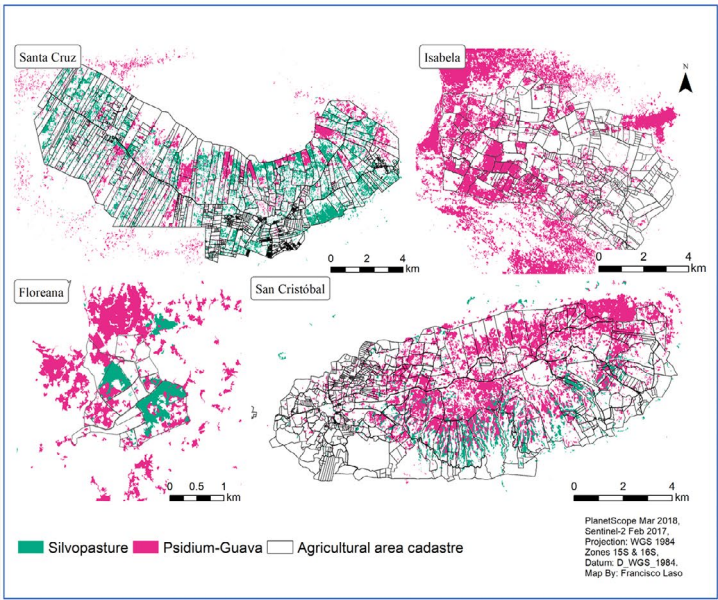 Santa Cruz
Isabela
N
0 2 4
km
0 2 4
km
Floreana
San Cristóbal
0 0.5 1
km
0 2 4
km
Silvopasture
Psidium-Guava
Agricultural area cadastre
PlanetScope Mar 2018,
Sentinel-2 Feb 2017,
Projection: WGS 1984
Zones 15S & 16S,
Datum: D_WGS_1984.
Map By: Francisco Laso